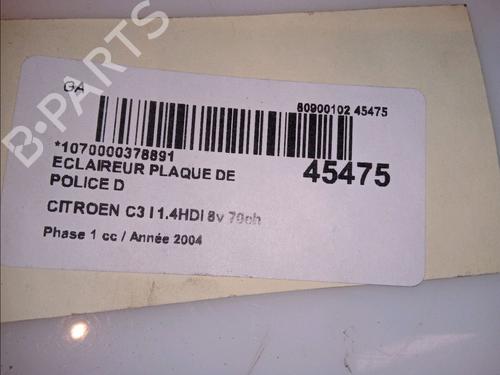 GA
80900102 45475
*1070000378891
ECLAIREUR PLAQUE DE
POLICE D
45475
CITROEN C3 I 1.4HDI 8v 70ch
Phase 1 cc / Année 2004
B-PARTS